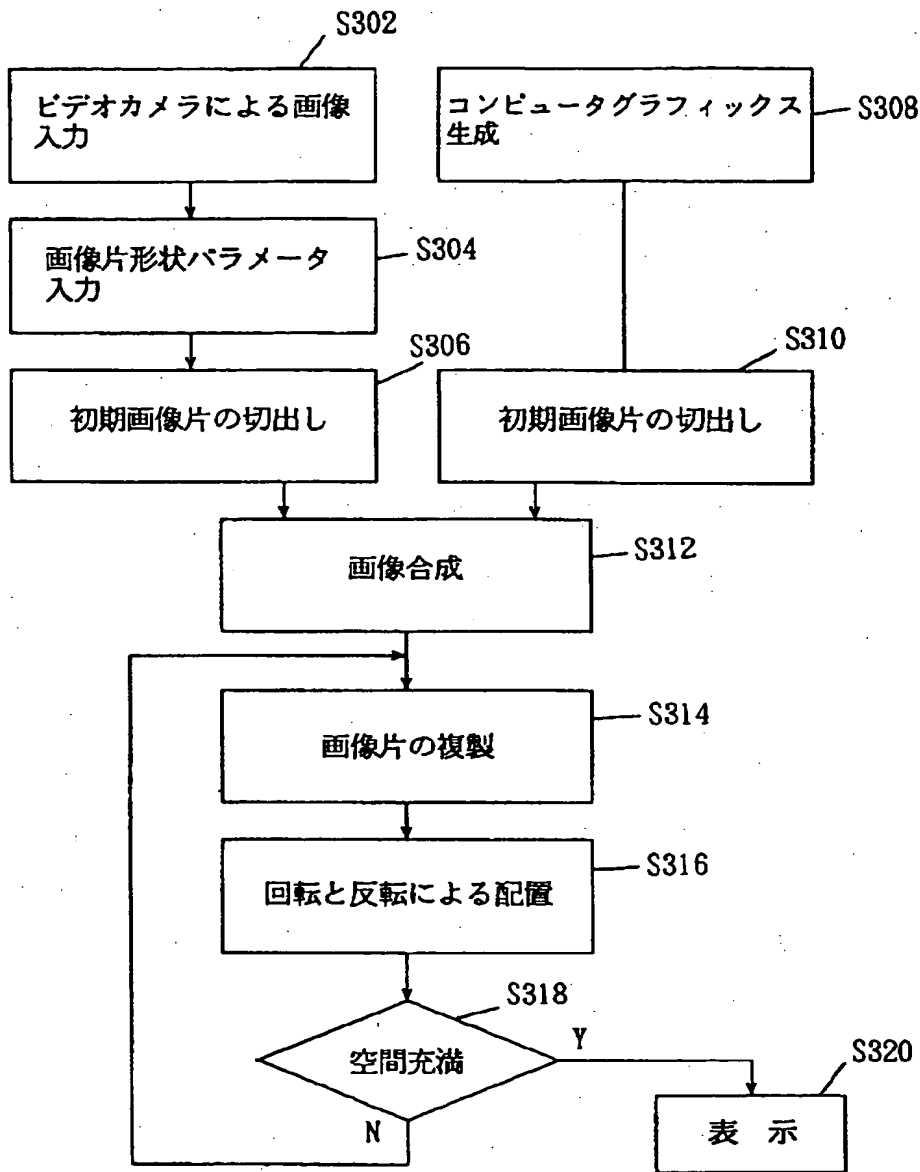 S302
ビデオカメラによる画像
入力
コンピュータグラフィックス
生成
S308
画像片形状パラメータ
入力
S304
S306
初期画像片の切出し
S310
初期画像片の切出し
画像合成
S312
画像片の複製
S314
回転と反転による配置
S316
S318
空間充満
Y
N
S320
表 示